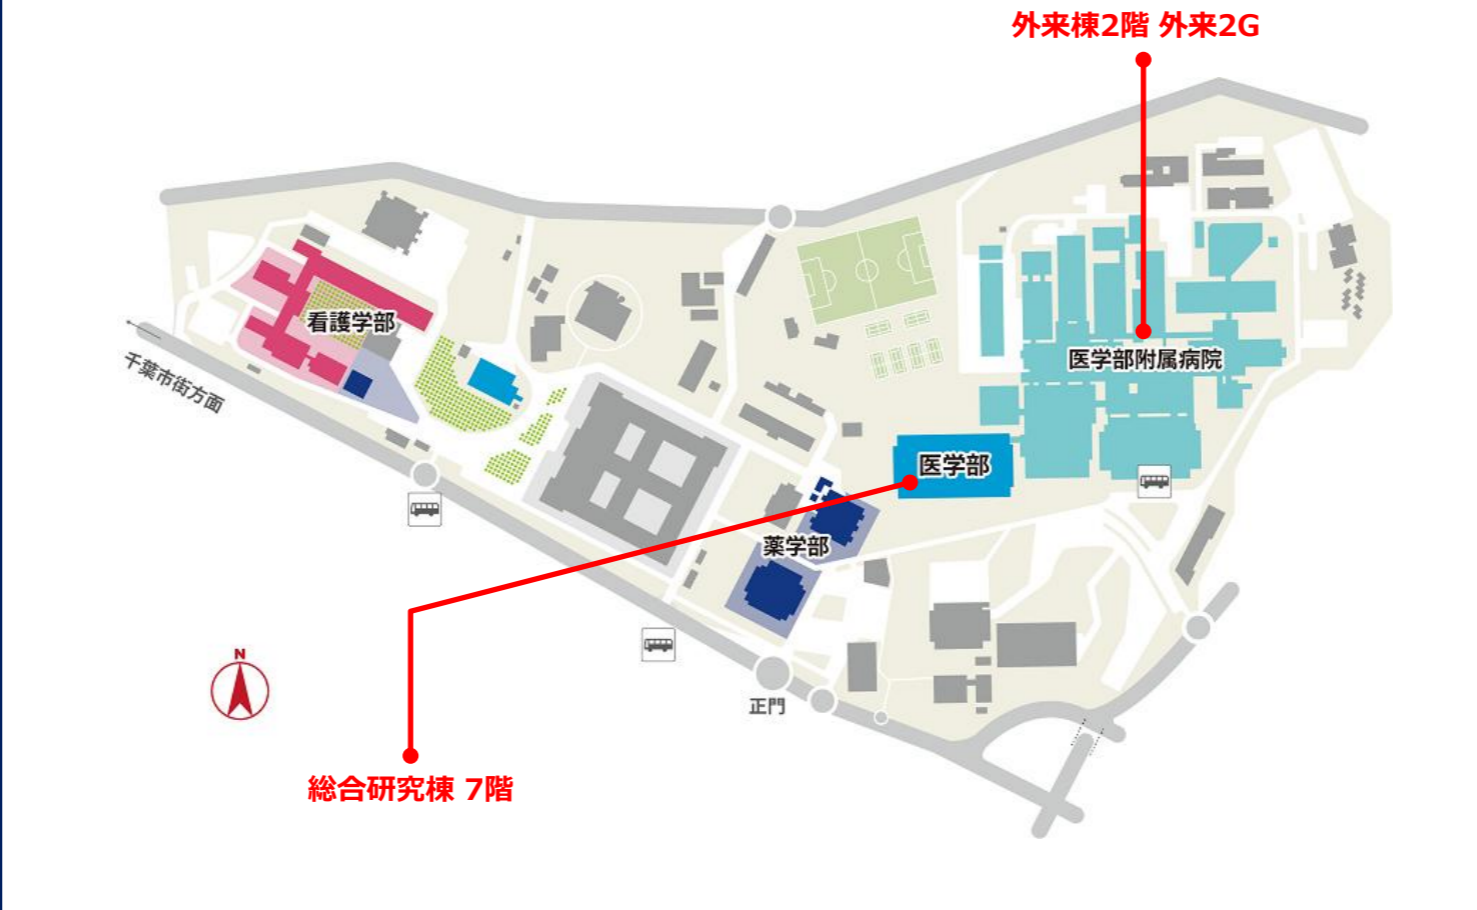 外来棟2階 外来2G
看護学部
医学部附属病院
千葉市街方面
医学部
薬学部
N
正門
総合研究棟 7階